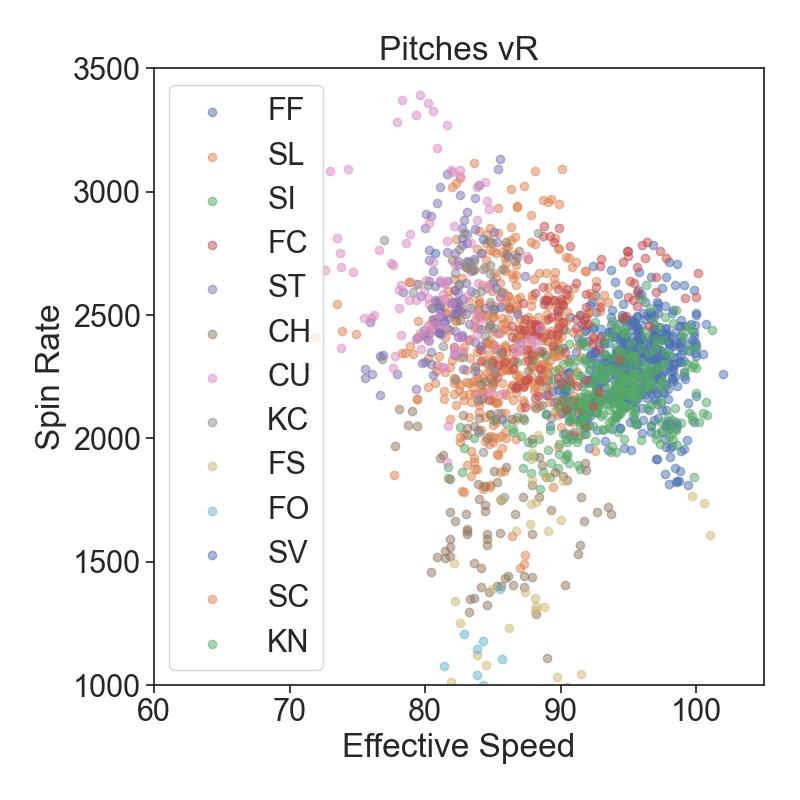 Pitches vR
3500
3000
2500
2000
1500
1000
Spin Rate
FF
SL
SI
FC
ST
CH
CU
KC
FS
FO
SV
SC
KN
60
70
80
90
100
Effective Speed